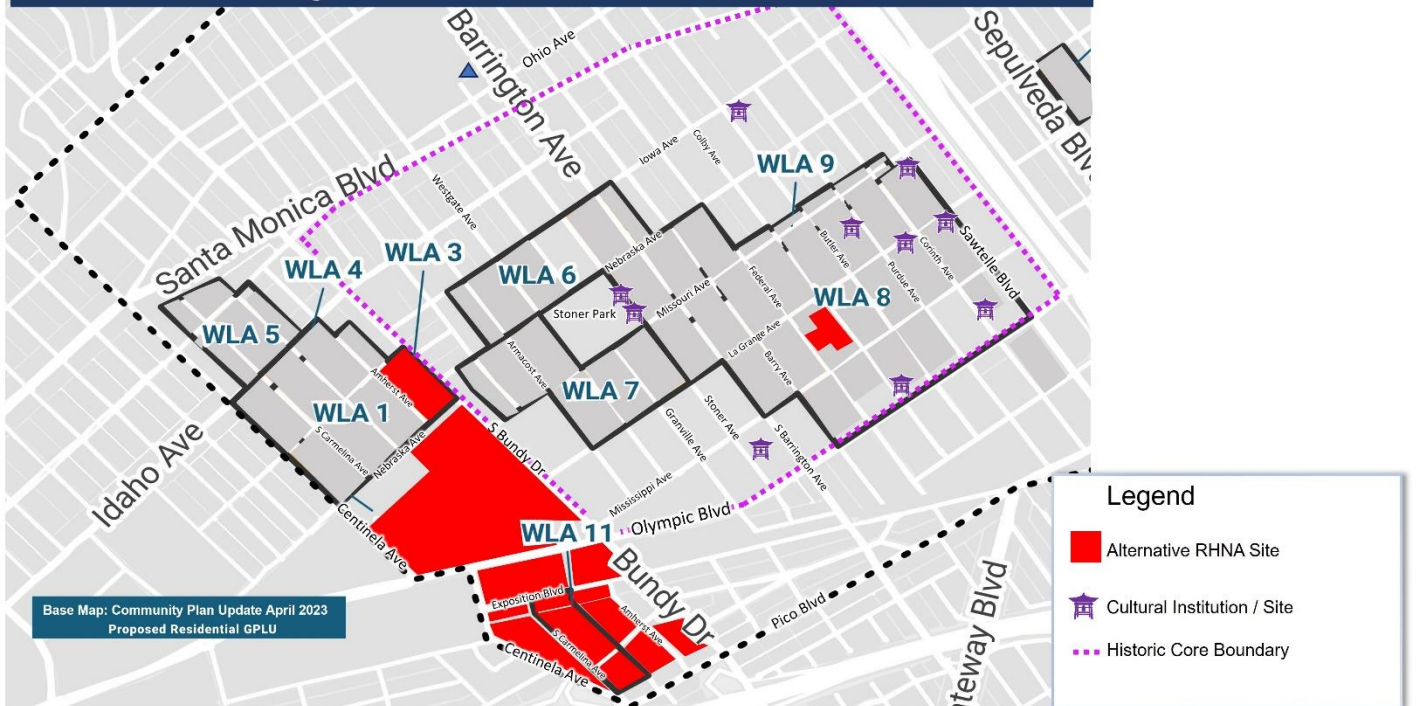 Barrington Ave
Ohio Ave
Sepulveda Blv
Santa Monica Blvd
Westgate Ave
Iowa Ave
Colby Ave
WLA 9
WLA 3
WLA 4
WLA 5
WLA 6
Nebraska Ave
Stoner Park
Missouri Ave
Federal Ave
Butler Ave
Purdue Ave
Corinth Ave
Sawtelle Blvd
WLA 8
La Grange Ave
Barry Ave
Armacost Ave
WLA 7
Amherst Ave
WLA 1
S Carmelina Ave
Nebraska Ave
S Bundy Dr
Granville Ave
Stoner Ave
S Barrington Ave
Idaho Ave
Centinela Ave
Mississippi Ave
Olympic Blvd
WLA 11
Bundy Dr
Exposition Blvd
Amherst Ave
S Carmelina Ave
Centinela Ave
Pico Blvd
teway Blvd
Base Map: Community Plan Update April 2023
Proposed Residential GPLU
Legend
Alternative RHNA Site
Cultural Institution / Site
Historic Core Boundary